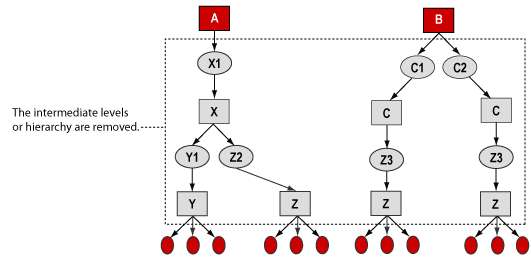 A
B
X1
C1
C2
X
C
C
The intermediate levels
or hierarchy are removed.
Y1
Z2
Z3
Z3
Y
Z
Z
Z